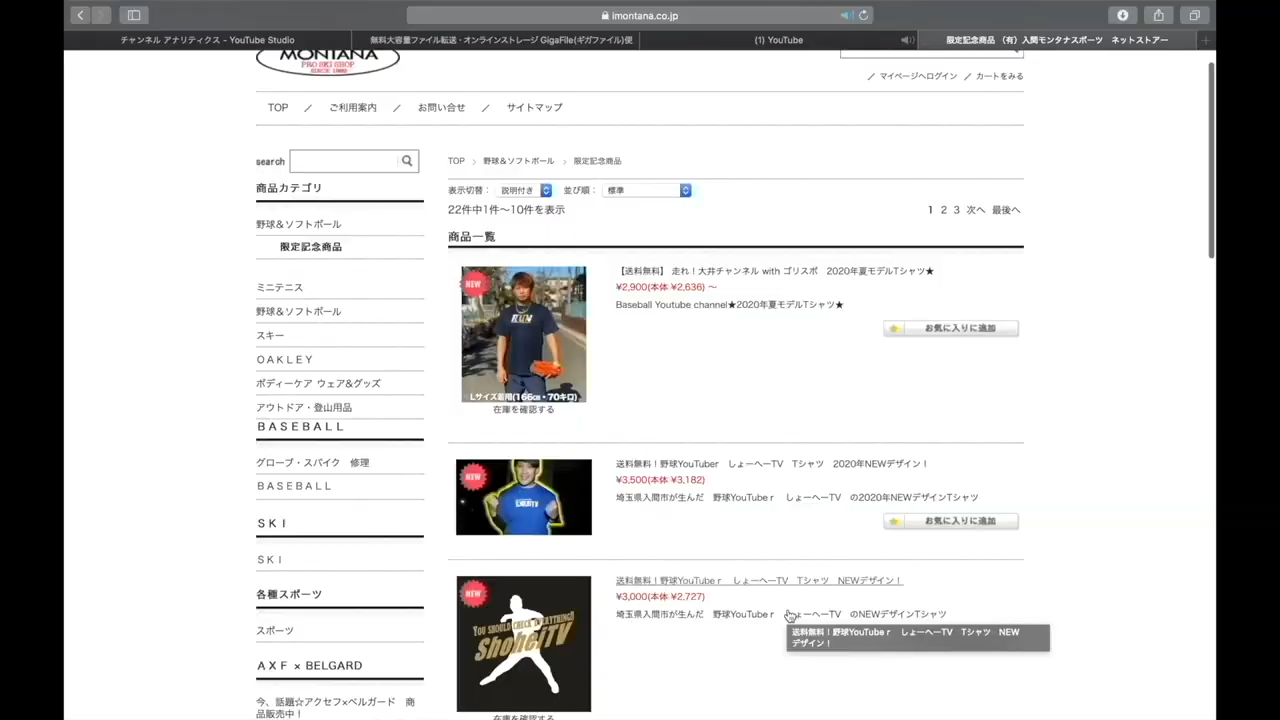 imontana.co.jp
チャンネル アナリティクス - YouTube Studio
無料大容量ファイル転送・オンラインストレージ GigaFile(ギガファイル)便
(1) YouTube
限定記念商品 （有）入間モンタナスポーツ ネットストアー
MONTANA
PRO SKI SHOP
／ マイページへログイン ／ カートをみる
TOP ／ ご利用案内 ／ お問い合せ ／ サイトマップ
search
商品カテゴリ
野球＆ソフトボール
限定記念商品
ミニテニス
野球＆ソフトボール
スキー
ＯＡＫＬＥＹ
ボディーケア ウェア&グッズ
アウトドア・登山用品
ＢＡＳＥＢＡＬＬ
グローブ・スパイク 修理
ＢＡＳＥＢＡＬＬ
ＳＫＩ
ＳＫＩ
各種スポーツ
スポーツ
ＡＸＦ × BELGARD
今、話題☆アクセフ×ベルガード 商
品販売中！
TOP > 野球＆ソフトボール > 限定記念商品
表示切替： 説明付き 並び順： 標準
22件中1件〜10件を表示
1 2 3 次へ 最後へ
商品一覧
NEW
RUN
Lサイズ着用(166㎝・70キロ)
在庫を確認する
【送料無料】 走れ！大井チャンネル with ゴリスポ 2020年夏モデルTシャツ★
¥2,900(本体 ¥2,636) 〜
Baseball Youtube channel★2020年夏モデルTシャツ★
お気に入りに追加
NEW
送料無料！野球YouTuber しょーへーTV Tシャツ 2020年NEWデザイン！
¥3,500(本体 ¥3,182)
埼玉県入間市が生んだ 野球YouTuber しょーへーTV の2020年NEWデザインTシャツ
お気に入りに追加
NEW
YOU SHOULD CHECK EVERYTHING!!
ShoheiTV
在庫を確認する
送料無料！野球YouTubeｒ しょーへーTV Tシャツ NEWデザイン！
¥3,000(本体 ¥2,727)
埼玉県入間市が生んだ 野球YouTubeｒ しょーへーTV のNEWデザインTシャツ
送料無料！野球YouTubeｒ しょーへーTV Tシャツ NEW
デザイン！